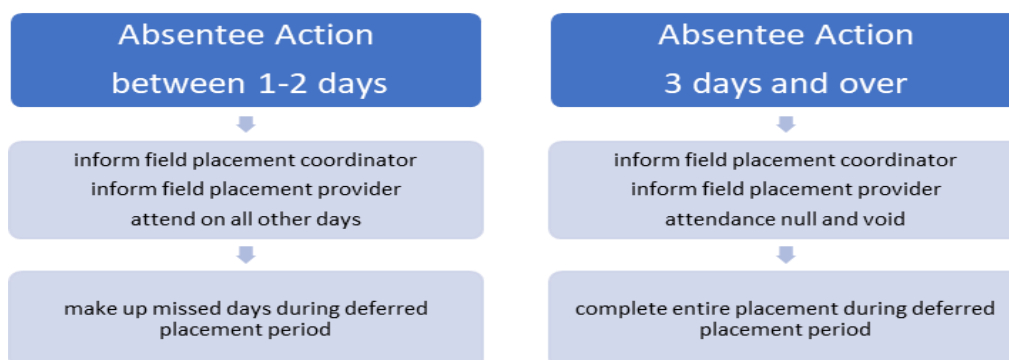 Absentee Action
between 1-2 days
inform field placement coordinator
inform field placement provider
attend on all other days
make up missed days during deferred
placement period
Absentee Action
3 days and over
inform field placement coordinator
inform field placement provider
attendance null and void
complete entire placement during deferred
placement period